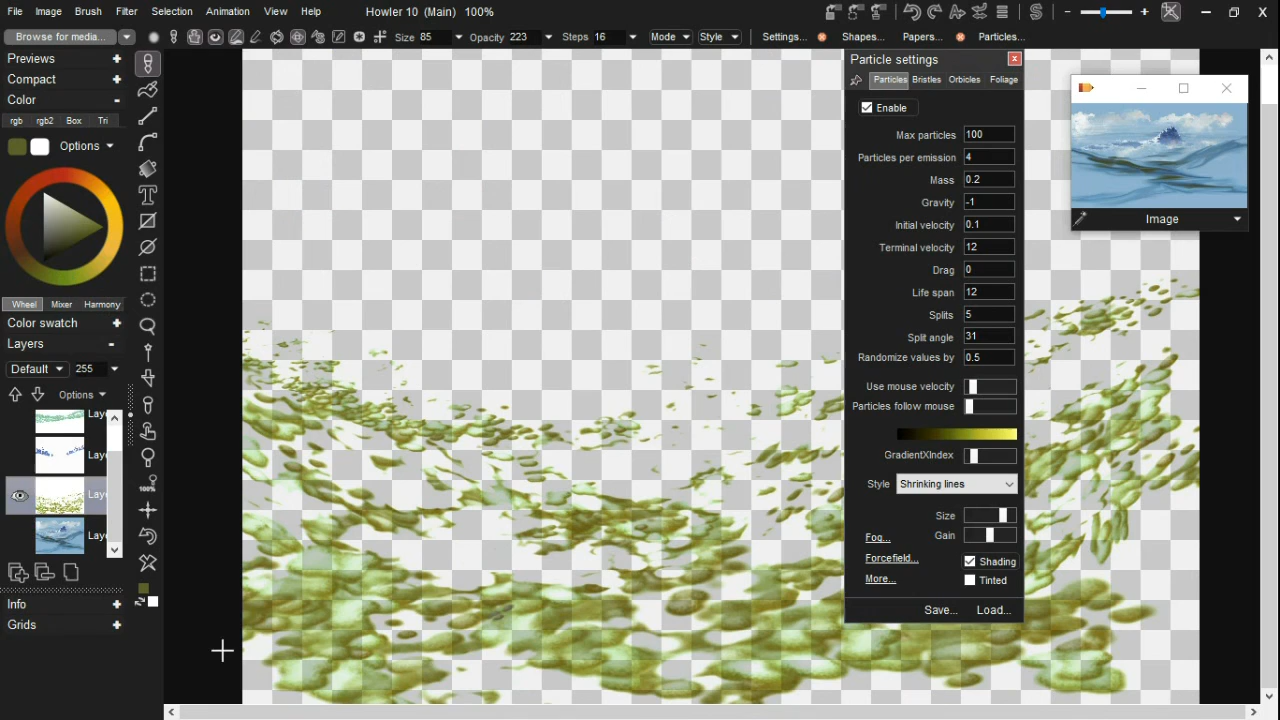 File Image Brush Filter Selection Animation View Help Howler 10 (Main) 100%
Browse for media... Size 85 Opacity 223 Steps 16 Mode Style Settings... Shapes... Papers... Particles...
Previews
Compact
Color
rgb rgb2 Box Tri
Options
Wheel Mixer Harmony
Color swatch
Layers
Default 255
Options
Laye
Laye
Laye
Laye
Info
Grids
100%
Particle settings
Particles Bristles Orbicles Foliage
Enable
Max particles 100
Particles per emission 4
Mass 0.2
Gravity -1
Initial velocity 0.1
Terminal velocity 12
Drag 0
Life span 12
Splits 5
Split angle 31
Randomize values by 0.5
Use mouse velocity
Particles follow mouse
GradientXIndex
Style Shrinking lines
Size
Gain
Fog...
Forcefield...
More...
Shading
Tinted
Save... Load...
Image